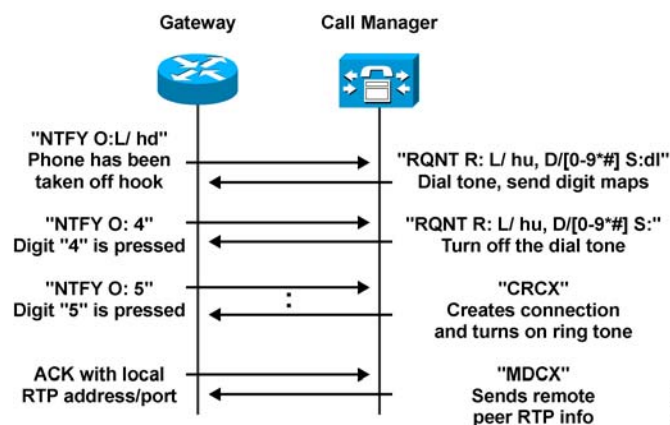 Gateway
Call Manager
"NTFY O:L/ hd"
Phone has been
taken off hook
"RQNT R: L/ hu, D/[0-9*#] S:dl"
Dial tone, send digit maps
"NTFY O: 4"
Digit "4" is pressed
"RQNT R: L/ hu, D/[0-9*#] S:"
Turn off the dial tone
"NTFY O: 5"
Digit "5" is pressed
:
"CRCX"
Creates connection
and turns on ring tone
ACK with local
RTP address/port
"MDCX"
Sends remote
peer RTP info